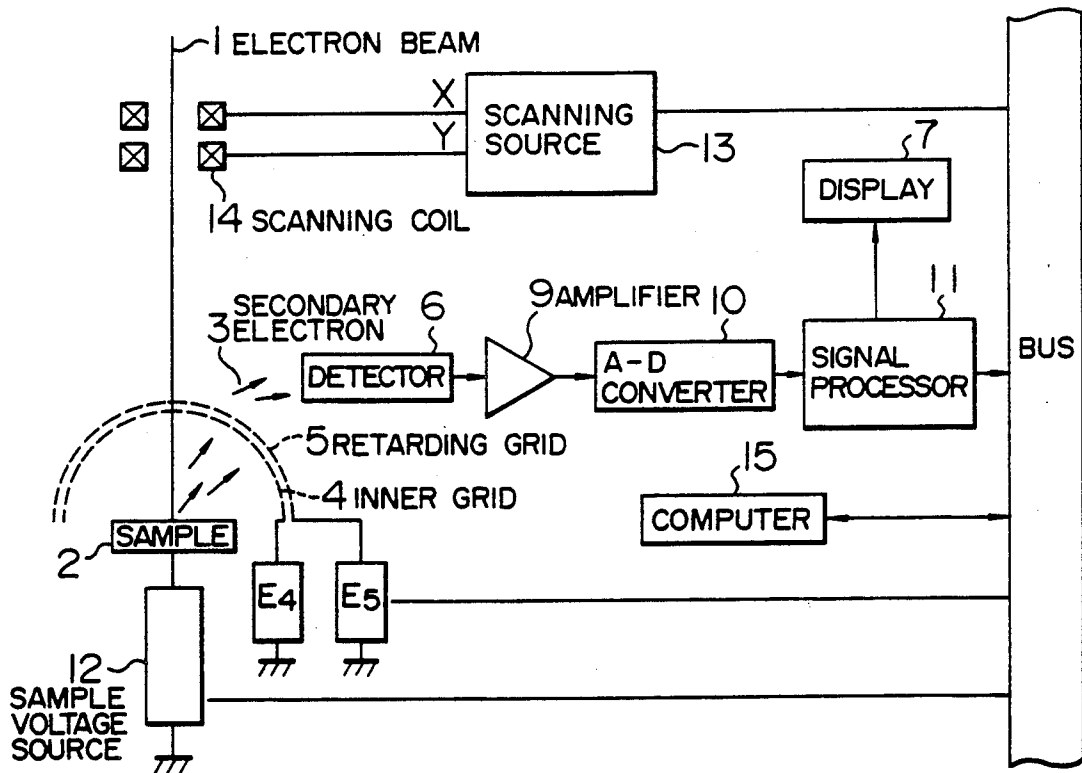 1 ELECTRON BEAM
X
Y
SCANNING
SOURCE
13
7
DISPLAY
14 SCANNING COIL
3 SECONDARY
ELECTRON
6
DETECTOR
9 AMPLIFIER
10
A-D
CONVERTER
11
SIGNAL
PROCESSOR
BUS
5 RETARDING GRID
4 INNER GRID
15
COMPUTER
SAMPLE
2
E4
E5
12
SAMPLE
VOLTAGE
SOURCE